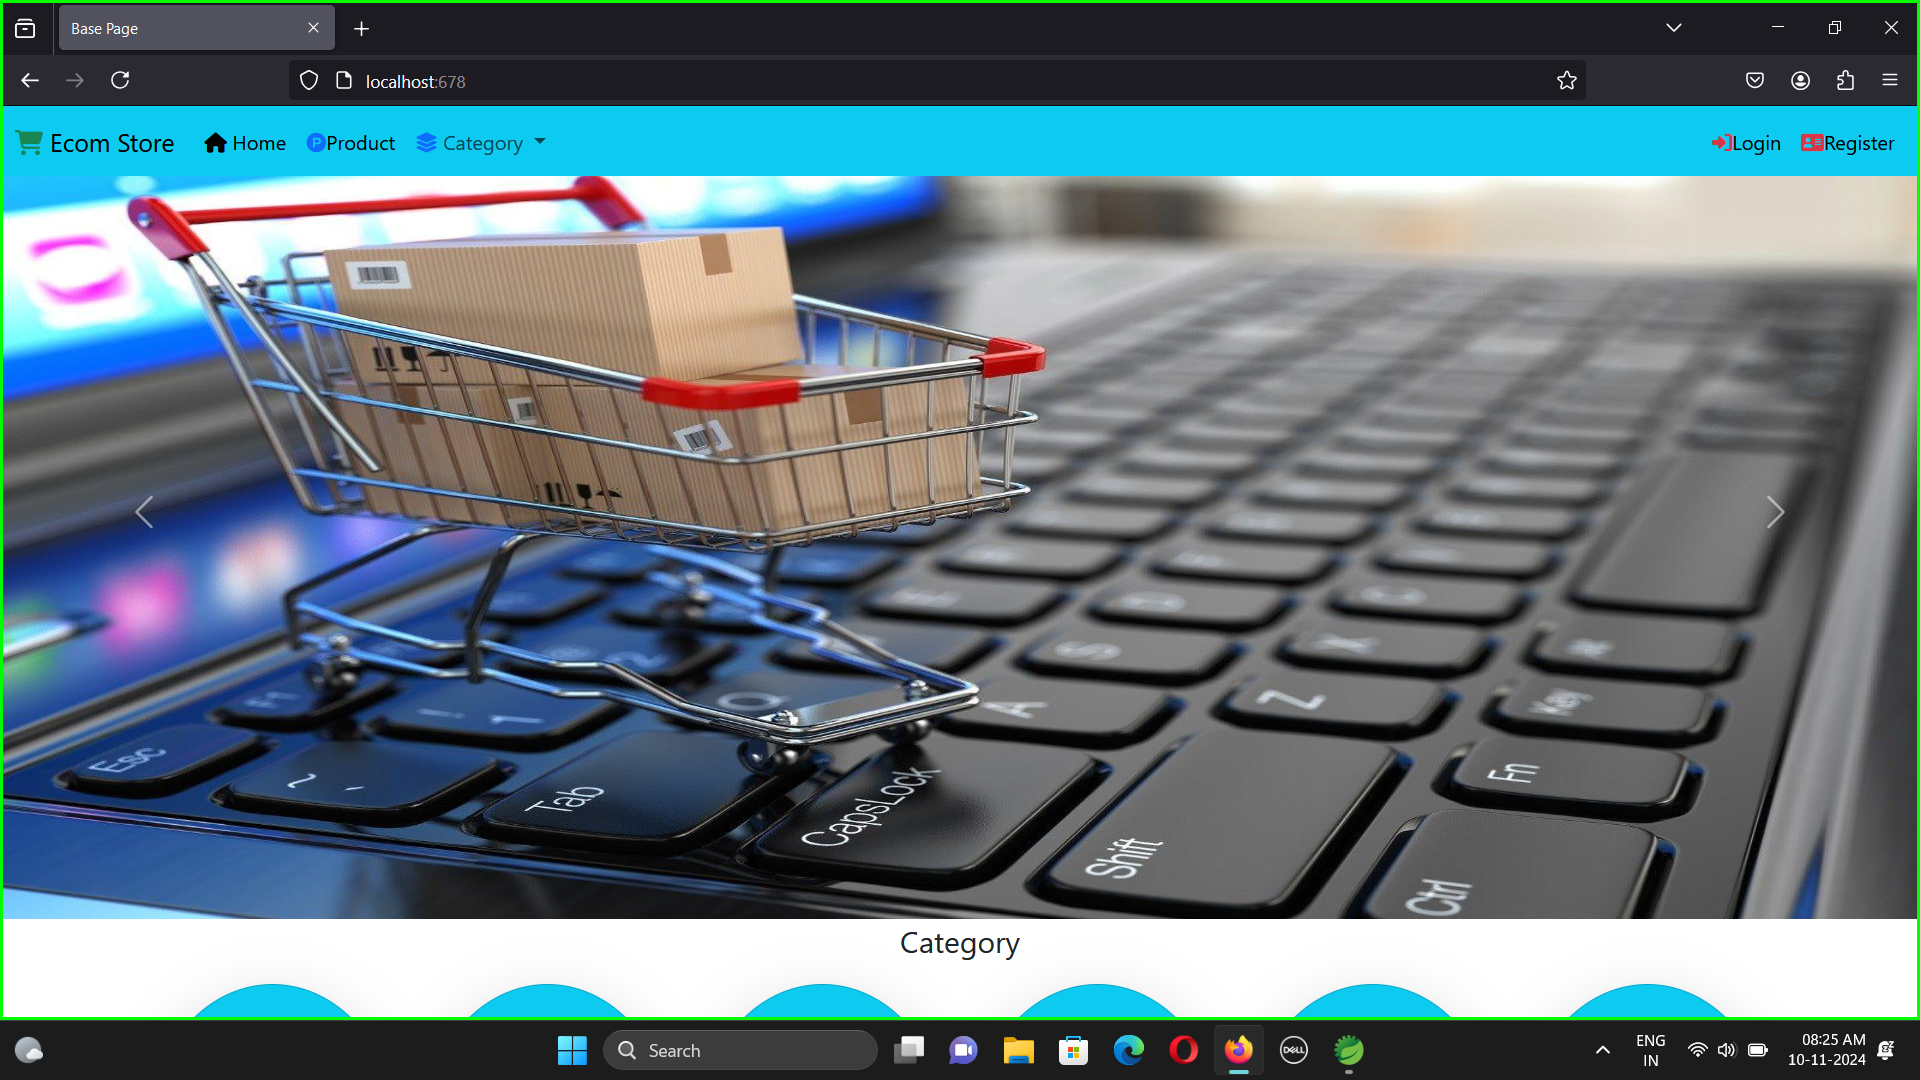 Base Page
localhost:678
Ecom Store Home Product Category Login Register
Esc
Tab
CapsLock
Shift
Ctrl
Fn
Key
A
S
Z
X
Category
Search
ENG
IN
08:25 AM
10-11-2024